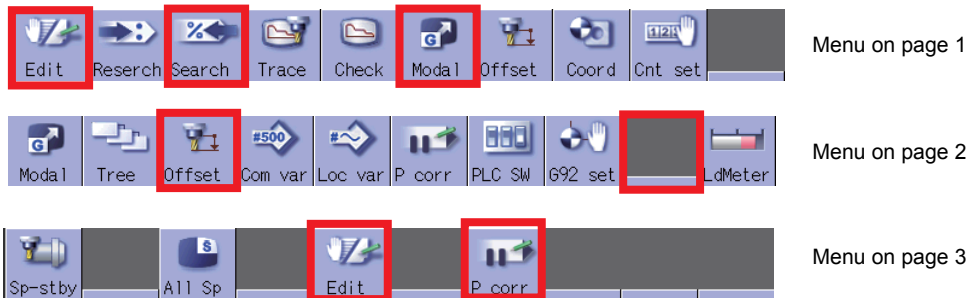 Edit Reserch Search Trace Check Modal Offset Coord Cnt set
Menu on page 1
Modal Tree Offset Com var Loc var P corr PLC SW G92 set LdMeter
Menu on page 2
Sp-stby All Sp Edit P corr
Menu on page 3